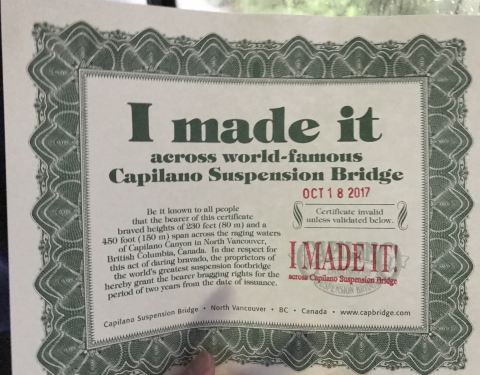 I made it
across world-famous
Capilano Suspension Bridge
OCT 18 2017
Be it known to all people
that the bearer of this certificate
braved heights of 230 feet (80 m) and a
450 foot (150 m) span across the raging waters
of Capilano Canyon in North Vancouver,
British Columbia, Canada. In due respect for
this act of daring bravado, the proprietors of
the world's greatest suspension footbridge
hereby grant the bearer bragging rights for the
period of two years from the date of issuance.
Certificate invalid
unless validated below.
I MADE IT!
across Capilano Suspension Bridge
Capilano Suspension Bridge • North Vancouver • BC • Canada • www.capbridge.com